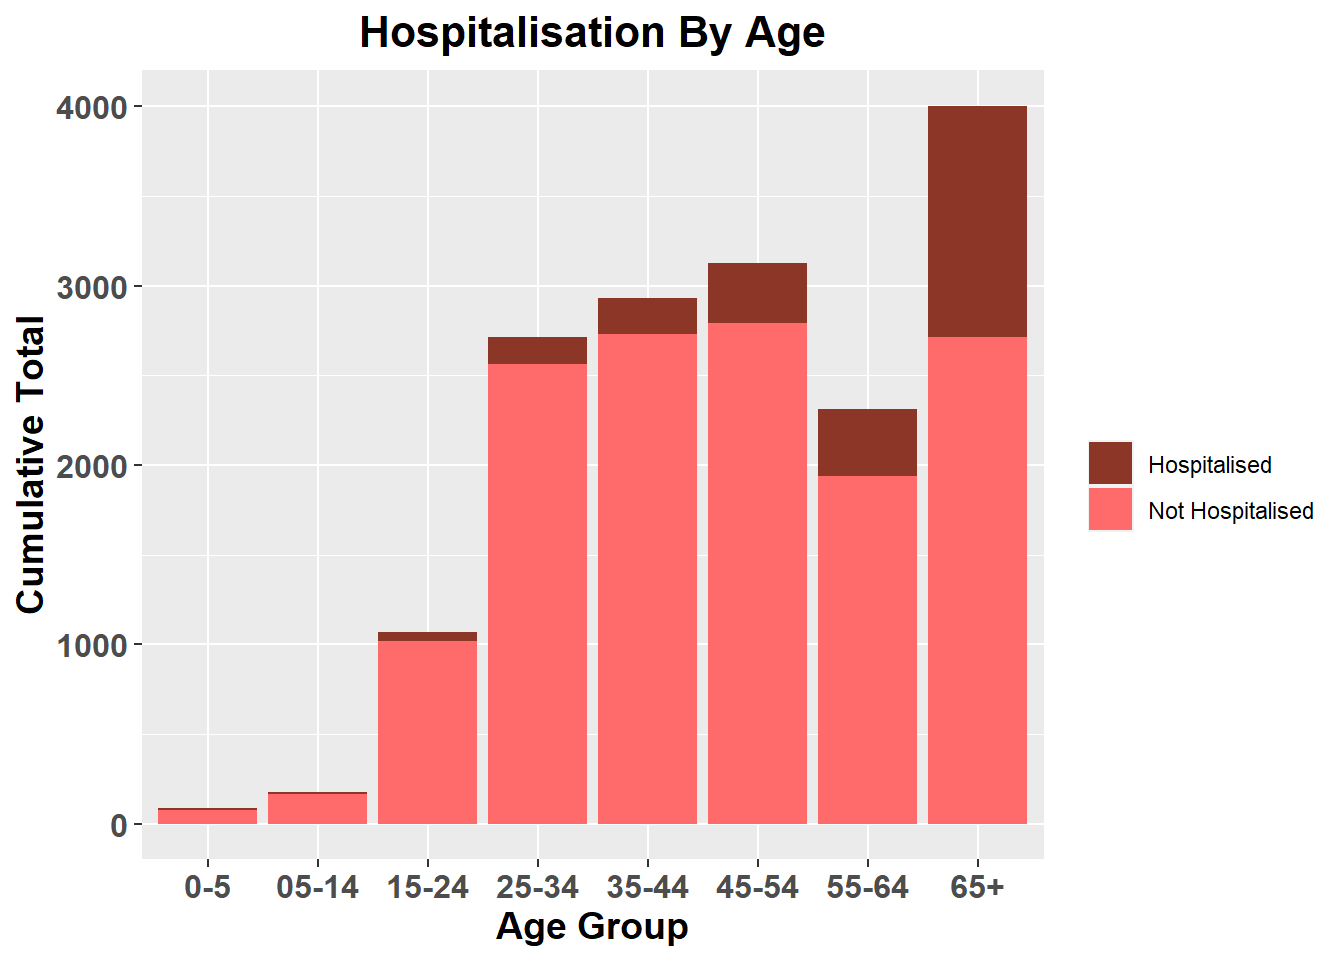 Hospitalisation By Age
Cumulative Total
4000
3000
2000
1000
0
0-5 05-14 15-24 25-34 35-44 45-54 55-64 65+
Age Group
Hospitalised
Not Hospitalised